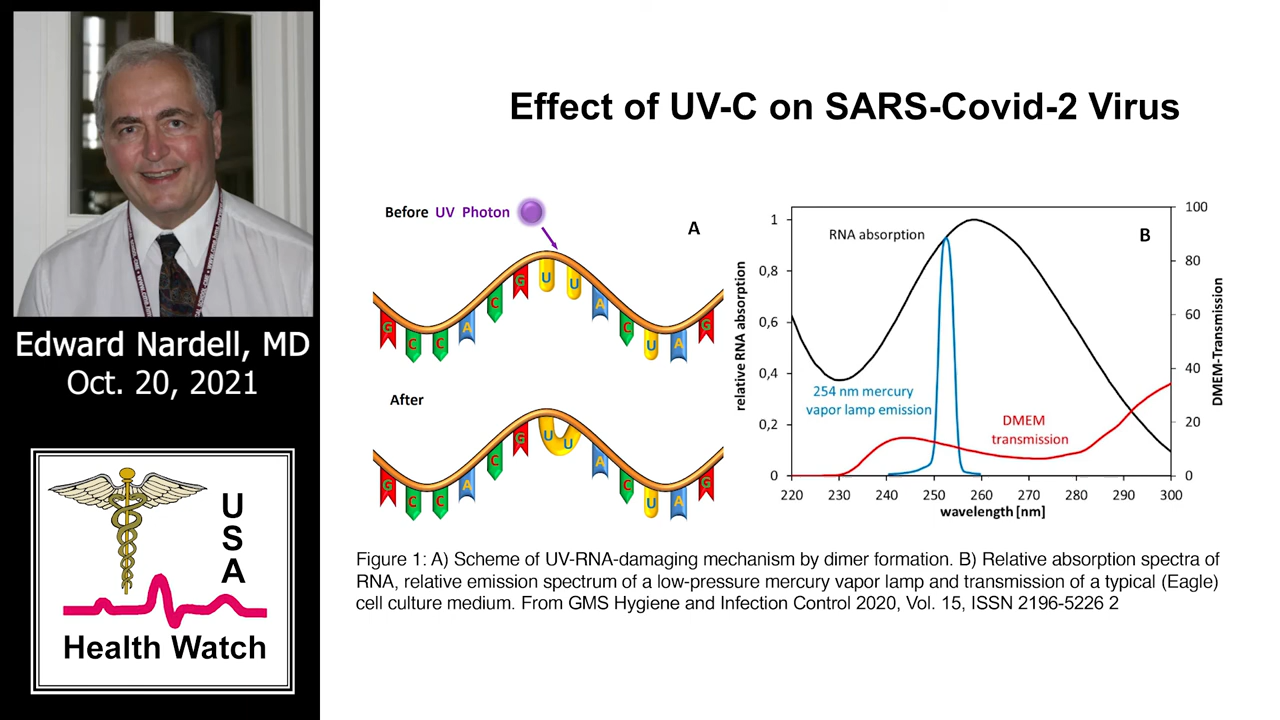 Effect of UV-C on SARS-Covid-2 Virus
Edward Nardell, MD
Oct. 20, 2021
USA
Health Watch
Before UV Photon
A
G C C A C G U U A C U A G
After
G C C A C G U U A C U A G
B
RNA absorption
254 nm mercury
vapor lamp emission
DMEM
transmission
relative RNA absorption
1
0,8
0,6
0,4
0,2
0
100
80
60
40
20
0
DMEM-Transmission
220 230 240 250 260 270 280 290 300
wavelength [nm]
Figure 1: A) Scheme of UV-RNA-damaging mechanism by dimer formation. B) Relative absorption spectra of
RNA, relative emission spectrum of a low-pressure mercury vapor lamp and transmission of a typical (Eagle)
cell culture medium. From GMS Hygiene and Infection Control 2020, Vol. 15, ISSN 2196-5226 2